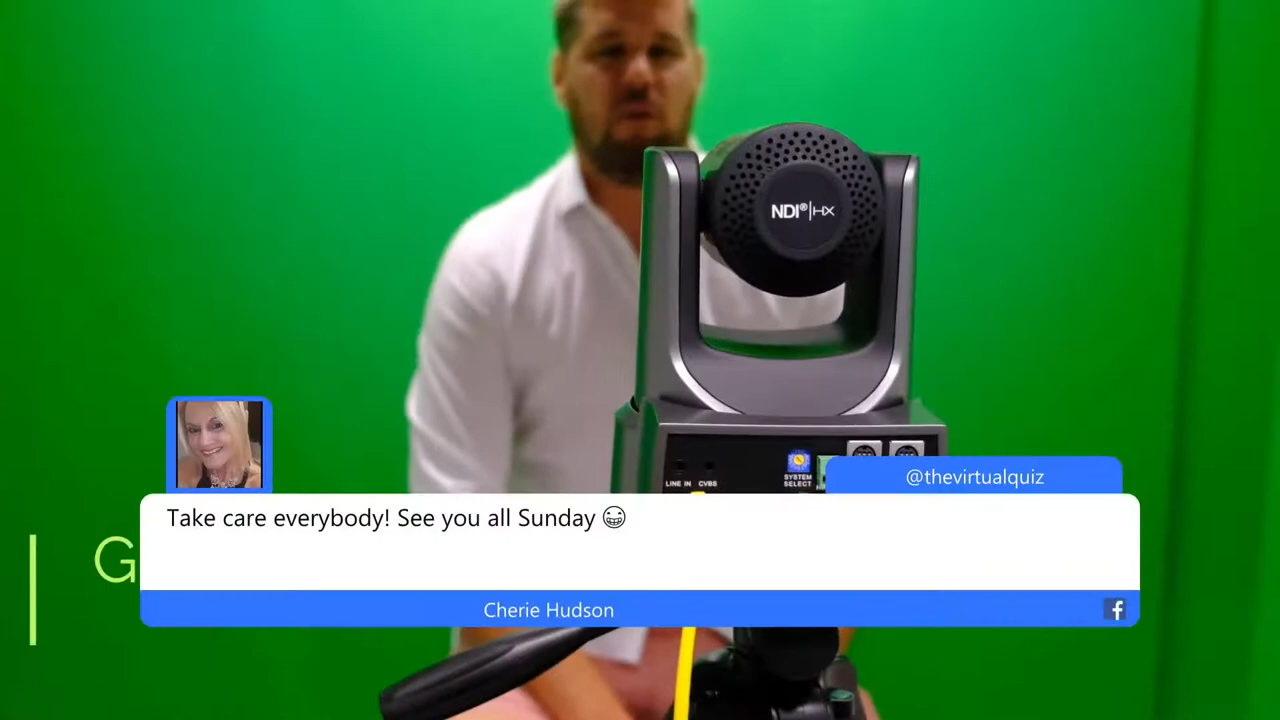 NDI®|HX
LINE IN CVBS
SYSTEM
SELECT
@thevirtualquiz
Take care everybody! See you all Sunday 😀
G
Cherie Hudson
f